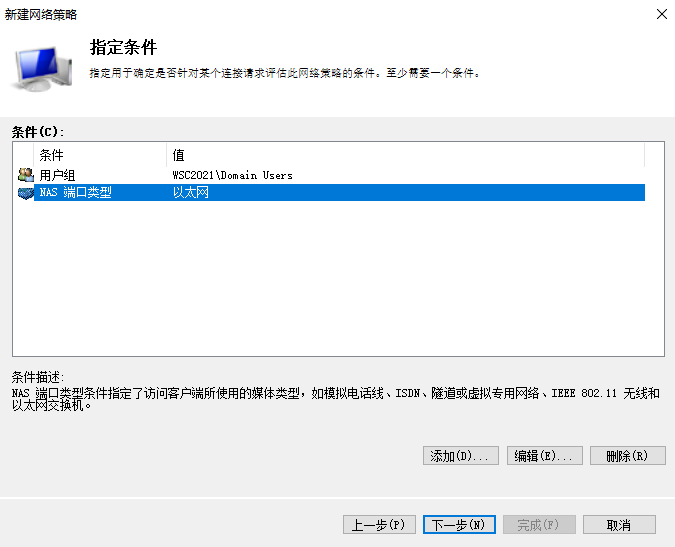 新建网络策略
指定条件
指定用于确定是否针对某个连接请求评估此网络策略的条件。至少需要一个条件。
条件(C):
条件 值
用户组 WSC2021\Domain Users
NAS 端口类型 以太网
条件描述:
NAS 端口类型条件指定了访问客户端所使用的媒体类型，如模拟电话线、ISDN、隧道或虚拟专用网络、IEEE 802.11 无线和
以太网交换机。
添加(D)... 编辑(E)... 删除(R)
上一步(P) 下一步(N) 完成(F) 取消